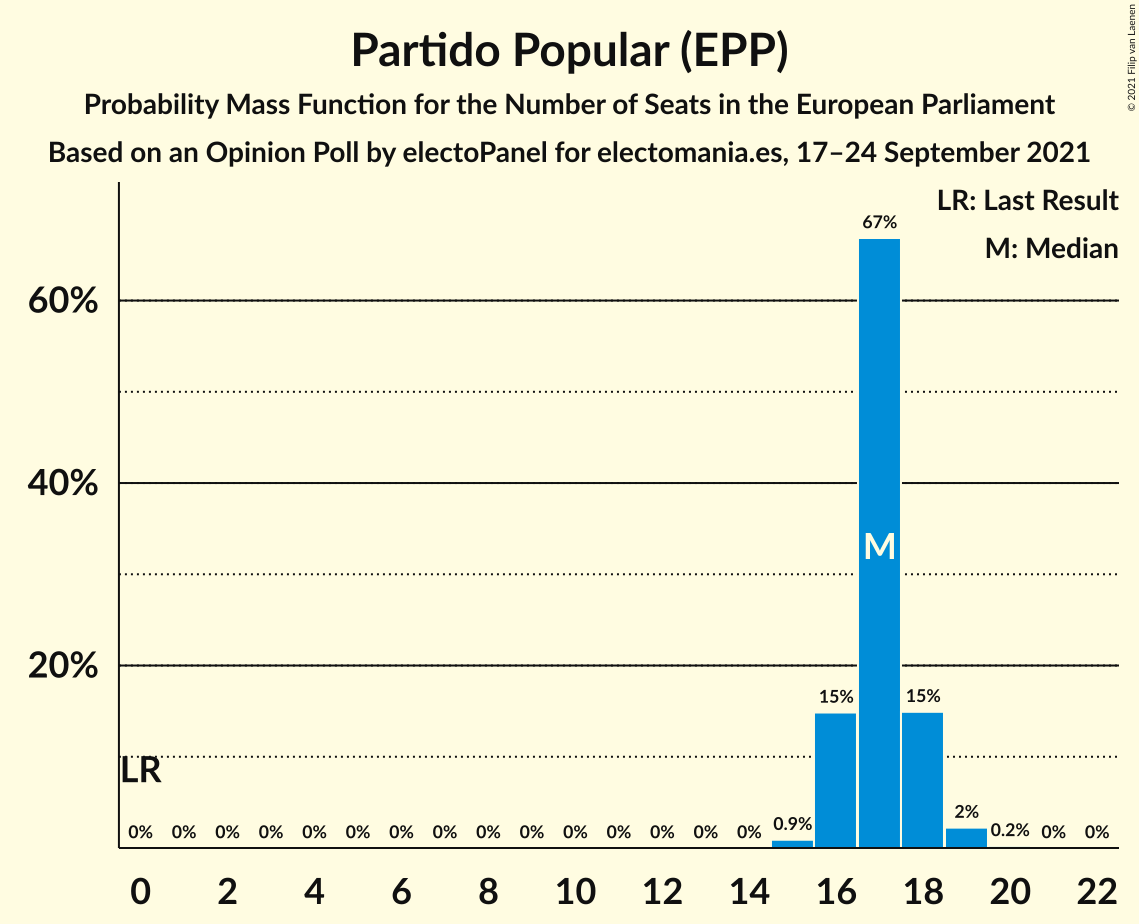 Partido Popular (EPP)
Probability Mass Function for the Number of Seats in the European Parliament
Based on an Opinion Poll by electoPanel for electomania.es, 17–24 September 2021
© 2021 Filip van Laenen
LR: Last Result
M: Median
67%
60%
40%
M
20%
15%
15%
LR
0% 0% 0% 0% 0% 0% 0% 0% 0% 0% 0% 0% 0% 0% 0% 0.9% 2% 0.2% 0% 0%
0 2 4 6 8 10 12 14 16 18 20 22